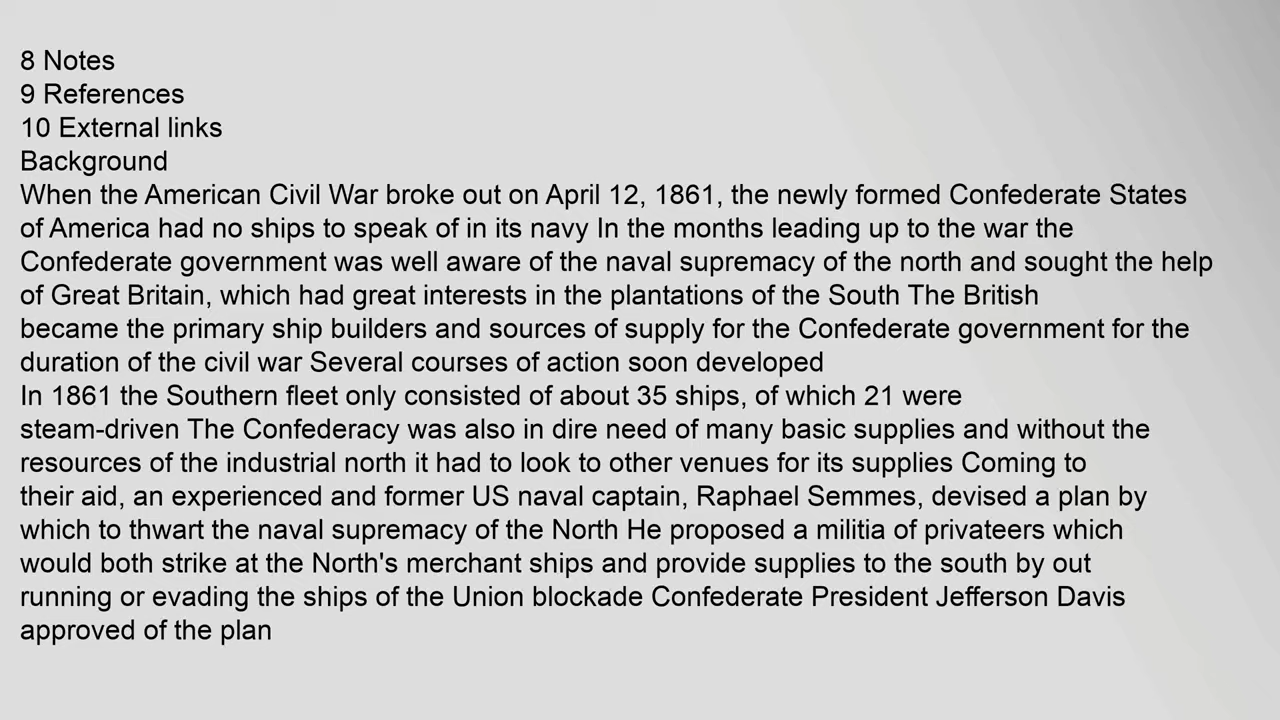 8 Notes
9 References
10 External links
Background
When the American Civil War broke out on April 12, 1861, the newly formed Confederate States
of America had no ships to speak of in its navy In the months leading up to the war the
Confederate government was well aware of the naval supremacy of the north and sought the help
of Great Britain, which had great interests in the plantations of the South The British
became the primary ship builders and sources of supply for the Confederate government for the
duration of the civil war Several courses of action soon developed
In 1861 the Southern fleet only consisted of about 35 ships, of which 21 were
steam-driven The Confederacy was also in dire need of many basic supplies and without the
resources of the industrial north it had to look to other venues for its supplies Coming to
their aid, an experienced and former US naval captain, Raphael Semmes, devised a plan by
which to thwart the naval supremacy of the North He proposed a militia of privateers which
would both strike at the North's merchant ships and provide supplies to the south by out
running or evading the ships of the Union blockade Confederate President Jefferson Davis
approved of the plan